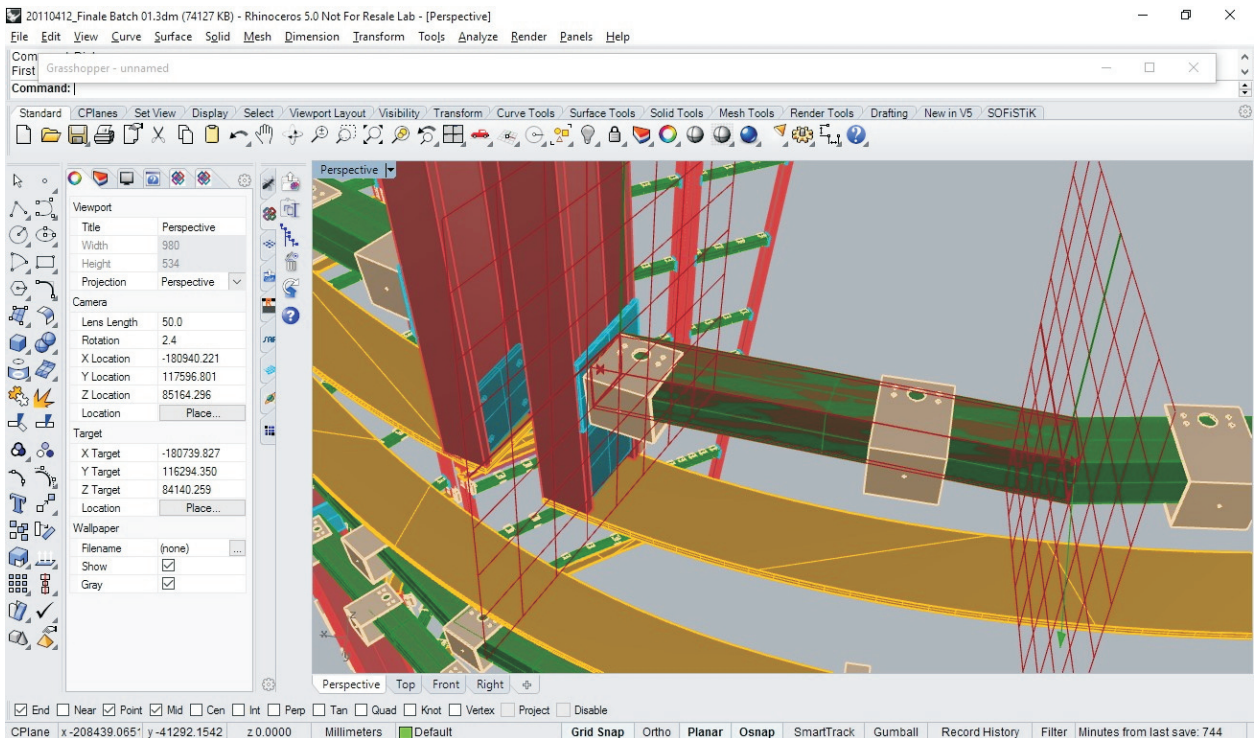 20110412_Finale Batch 01.3dm (74127 KB) - Rhinoceros 5.0 Not For Resale Lab - [Perspective]
File Edit View Curve Surface Solid Mesh Dimension Transform Tools Analyze Render Panels Help
Com
First
Grasshopper - unnamed
Command:
Standard CPlanes Set View Display Select Viewport Layout Visibility Transform Curve Tools Surface Tools Solid Tools Mesh Tools Render Tools Drafting New in V5 SOFiSTiK
Perspective
Viewport
Title Perspective
Width 980
Height 534
Projection Perspective
Camera
Lens Length 50.0
Rotation 2.4
X Location -180940.221
Y Location 117596.801
Z Location 85164.296
Location Place...
Target
X Target -180739.827
Y Target 116294.350
Z Target 84140.259
Location Place...
Wallpaper
Filename (none) ...
Show
Gray
Perspective Top Front Right
End Near Point Mid Cen Int Perp Tan Quad Knot Vertex Project Disable
CPlane x -208439.065 y -41292.1542 z 0.0000 Millimeters Default Grid Snap Ortho Planar Osnap SmartTrack Gumball Record History Filter Minutes from last save: 744